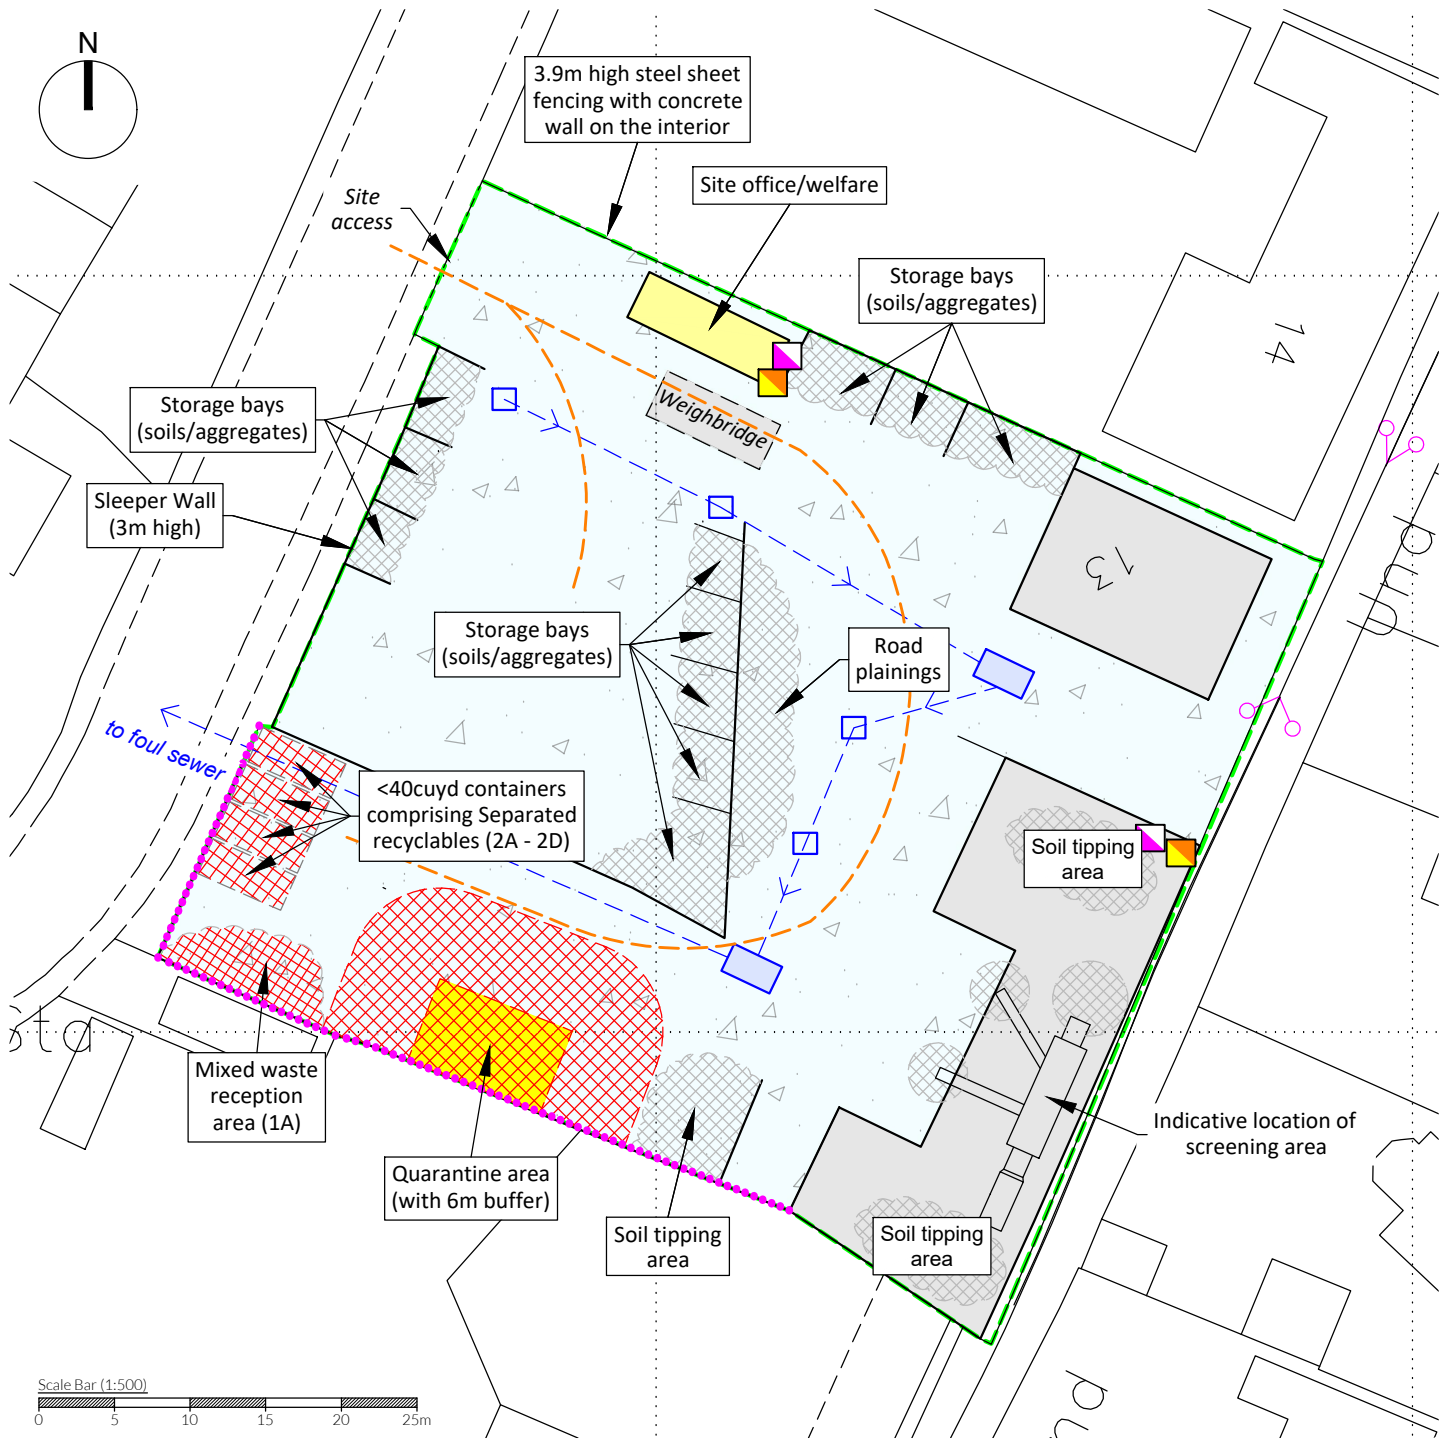 N
3.9m high steel sheet
fencing with concrete
wall on the interior
Site office/welfare
Site
access
Storage bays
(soils/aggregates)
14
Storage bays
(soils/aggregates)
Weighbridge
Sleeper Wall
(3m high)
13
Storage bays
(soils/aggregates)
Road
plainings
to foul sewer
<40cuyd containers
comprising Separated
recyclables (2A - 2D)
Soil tipping
area
sta
Mixed waste
reception
area (1A)
Quarantine area
(with 6m buffer)
Indicative location of
screening area
Soil tipping
area
Soil tipping
area
Scale Bar (1:500)
0 5 10 15 20 25m